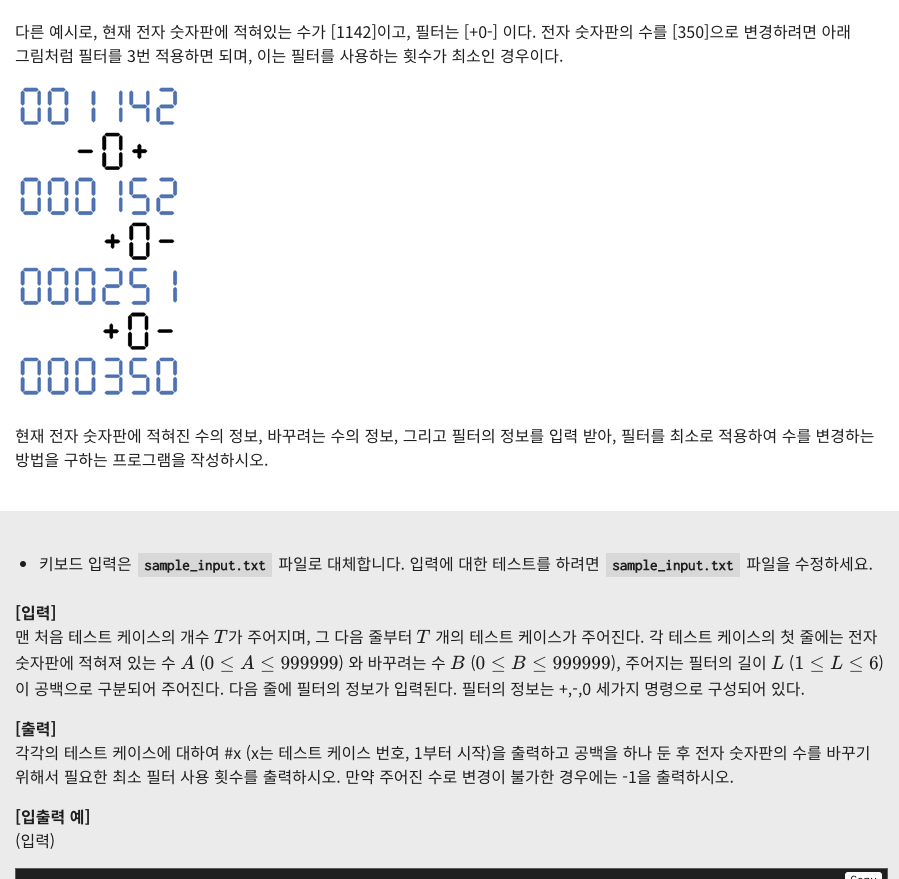 다른 예시로, 현재 전자 숫자판에 적혀있는 수가 [1142]이고, 필터는 [+0-] 이다. 전자 숫자판의 수를 [350]으로 변경하려면 아래
그림처럼 필터를 3번 적용하면 되며, 이는 필터를 사용하는 횟수가 최소인 경우이다.
001142
-0+
000152
+0-
000251
+0-
000350
현재 전자 숫자판에 적혀진 수의 정보, 바꾸려는 수의 정보, 그리고 필터의 정보를 입력 받아, 필터를 최소로 적용하여 수를 변경하는
방법을 구하는 프로그램을 작성하시오.
• 키보드 입력은 sample_input.txt 파일로 대체합니다. 입력에 대한 테스트를 하려면 sample_input.txt 파일을 수정하세요.
[입력]
맨 처음 테스트 케이스의 개수 T가 주어지며, 그 다음 줄부터 T 개의 테스트 케이스가 주어진다. 각 테스트 케이스의 첫 줄에는 전자
숫자판에 적혀져 있는 수 A (0 ≤ A ≤ 999999) 와 바꾸려는 수 B (0 ≤ B ≤ 999999), 주어지는 필터의 길이 L (1 ≤ L ≤ 6)
이 공백으로 구분되어 주어진다. 다음 줄에 필터의 정보가 입력된다. 필터의 정보는 +,-,0 세가지 명령으로 구성되어 있다.
[출력]
각각의 테스트 케이스에 대하여 #x (x는 테스트 케이스 번호, 1부터 시작)을 출력하고 공백을 하나 둔 후 전자 숫자판의 수를 바꾸기
위해서 필요한 최소 필터 사용 횟수를 출력하시오. 만약 주어진 수로 변경이 불가한 경우에는 -1을 출력하시오.
[입출력 예]
(입력)